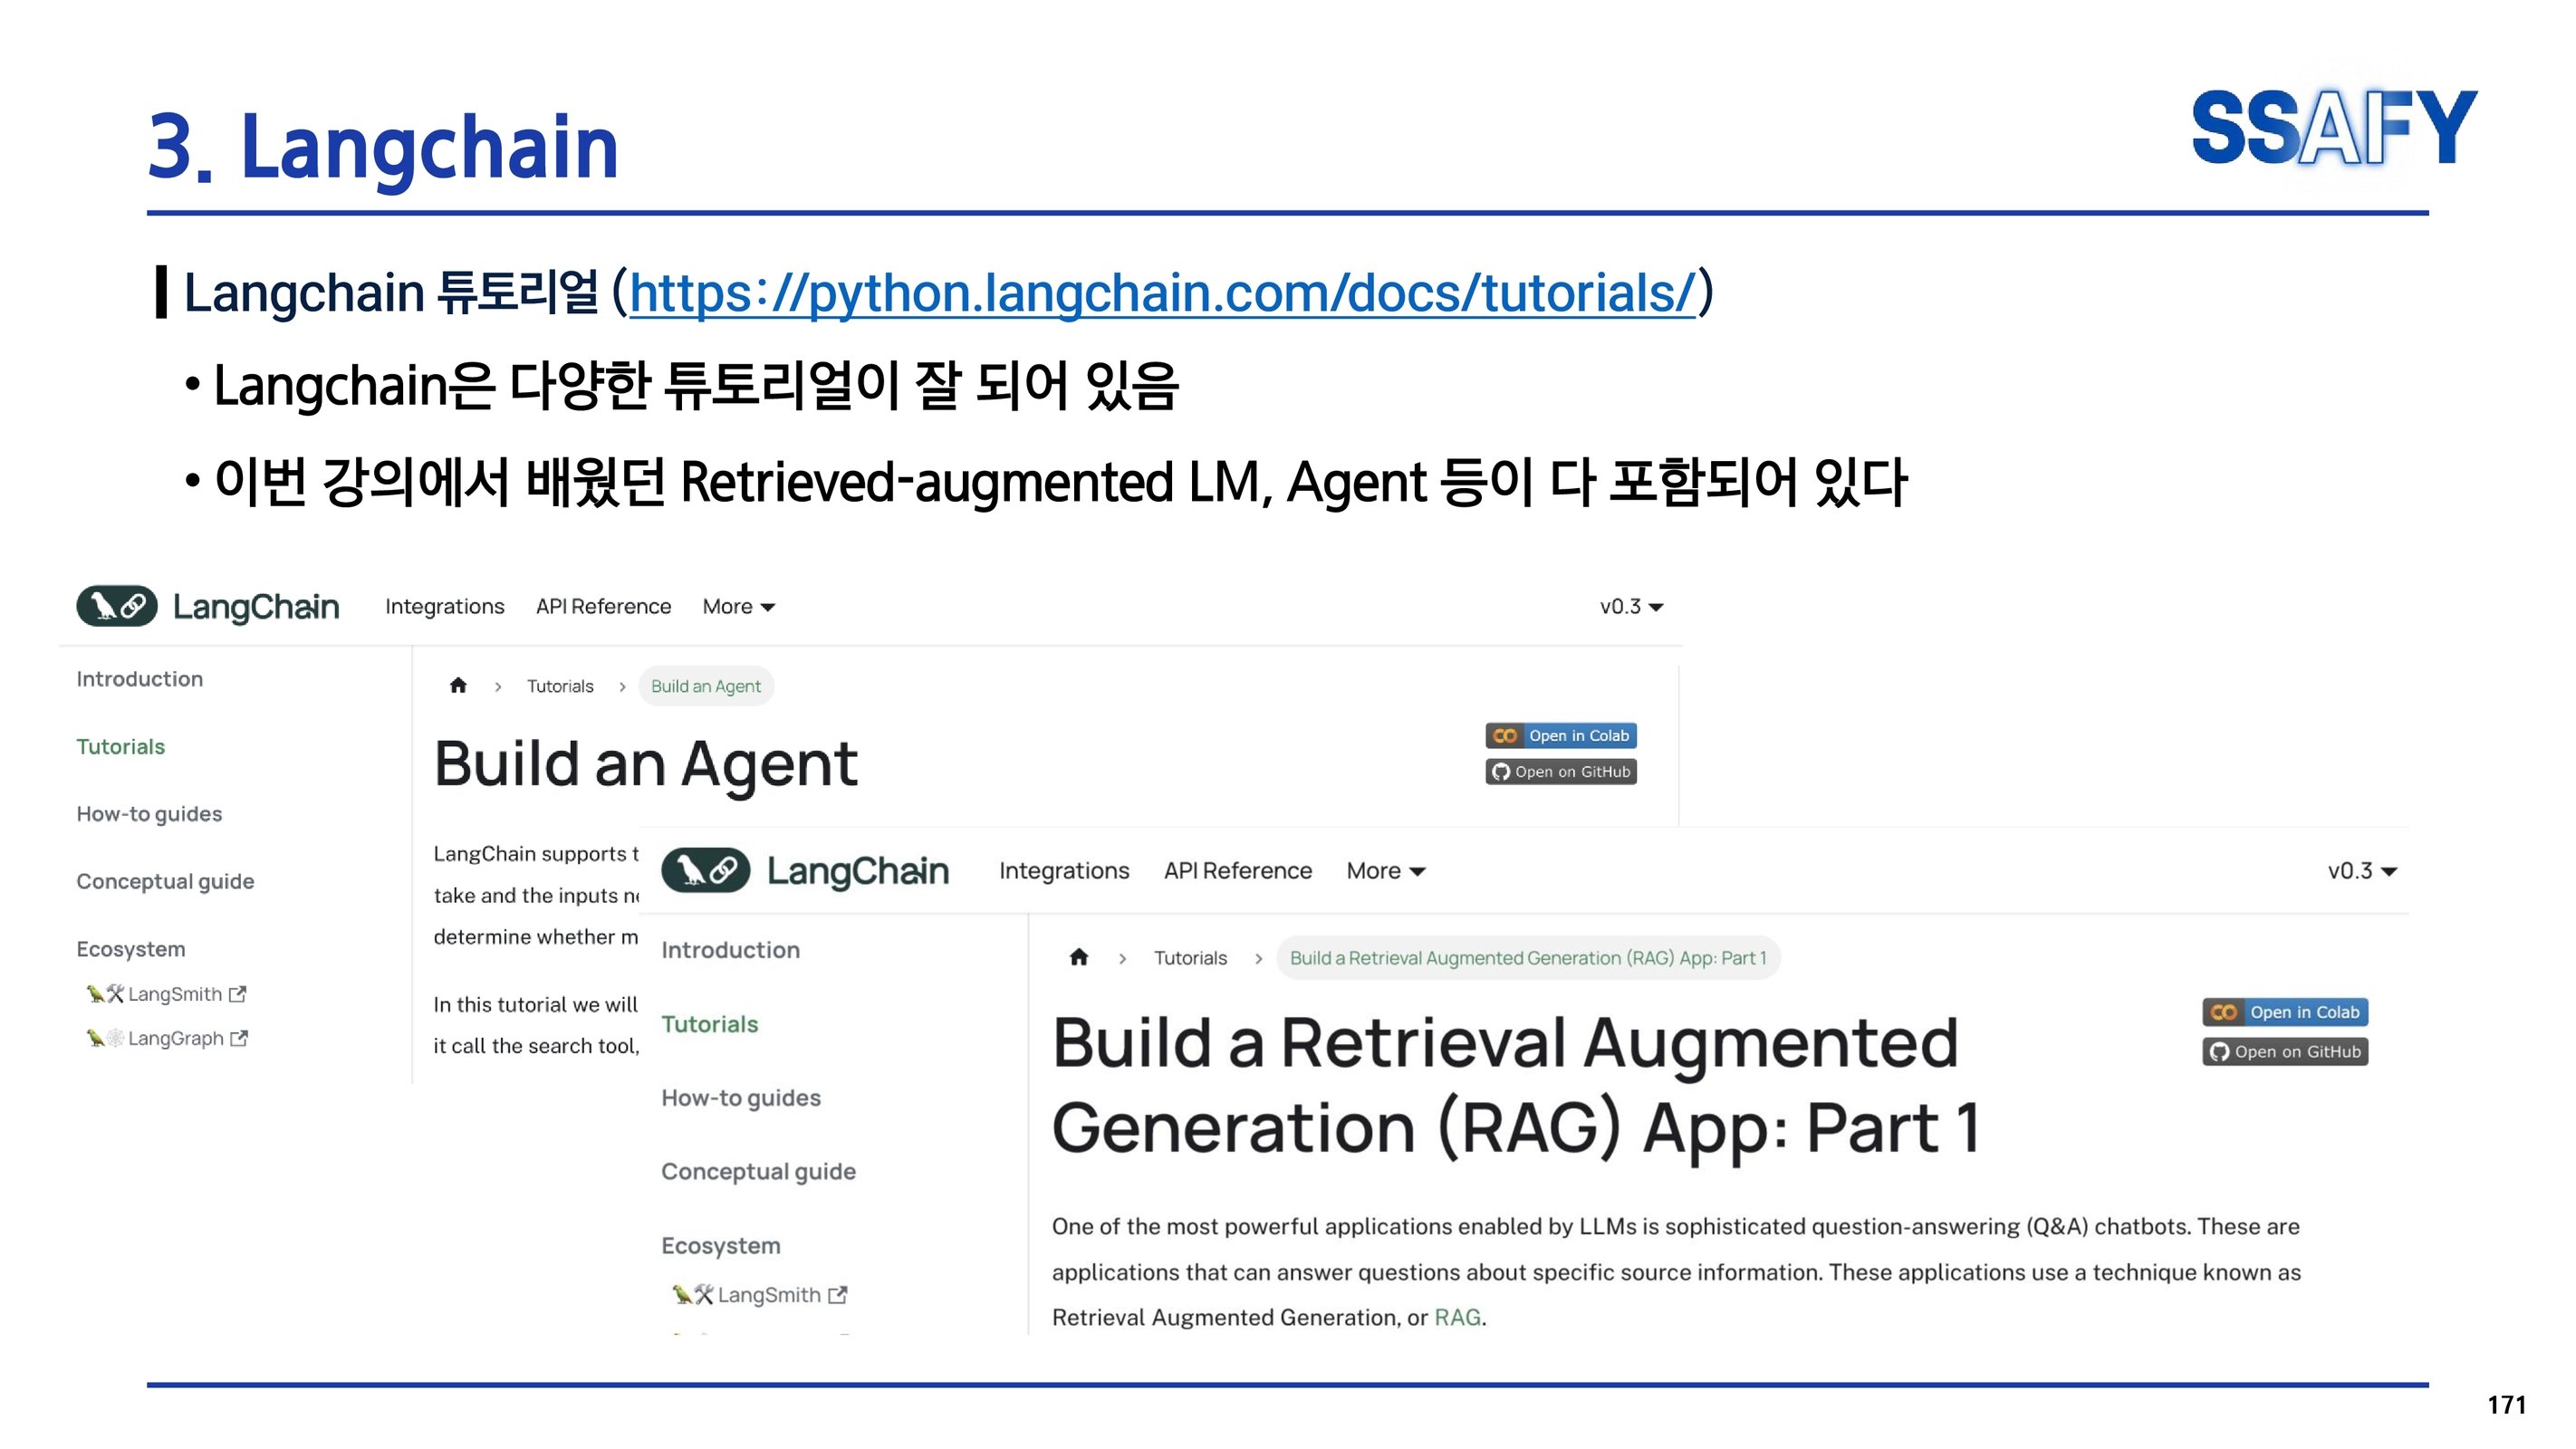 3. Langchain
SSAFY
Langchain 튜토리얼 (https://python.langchain.com/docs/tutorials/)
• Langchain은 다양한 튜토리얼이 잘 되어 있음
• 이번 강의에서 배웠던 Retrieved-augmented LM, Agent 등이 다 포함되어 있다
LangChain Integrations API Reference More v0.3
Introduction
Tutorials
How-to guides
Conceptual guide
Ecosystem
LangSmith
LangGraph
Tutorials > Build an Agent
Build an Agent
Open in Colab
Open on GitHub
LangChain supports t
take and the inputs
determine whether m
In this tutorial we will
it call the search tool,
LangChain Integrations API Reference More v0.3
Introduction
Tutorials
How-to guides
Conceptual guide
Ecosystem
LangSmith
Tutorials > Build a Retrieval Augmented Generation (RAG) App: Part 1
Build a Retrieval Augmented
Generation (RAG) App: Part 1
Open in Colab
Open on GitHub
One of the most powerful applications enabled by LLMs is sophisticated question-answering (Q&A) chatbots. These are
applications that can answer questions about specific source information. These applications use a technique known as
Retrieval Augmented Generation, or RAG.
171